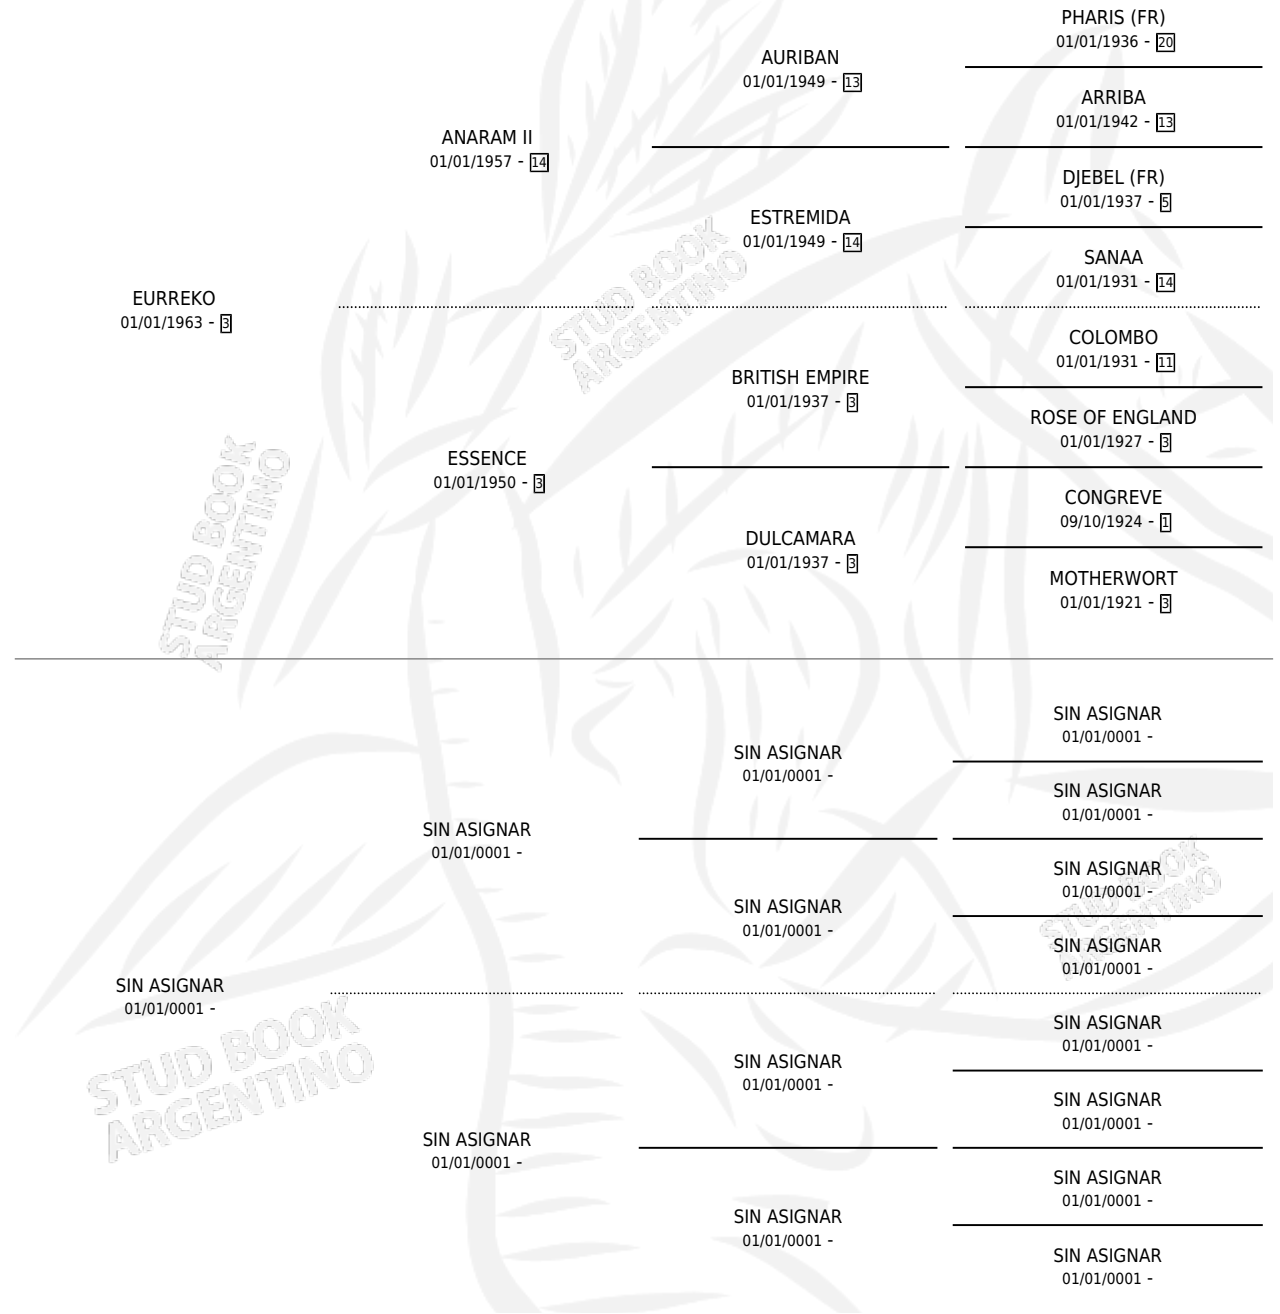 PHARIS (FR)
01/01/1936 - 20
AURIBAN
01/01/1949 - 13
ARRIBA
01/01/1942 - 13
ANARAM II
01/01/1957 - 14
DJEBEL (FR)
01/01/1937 - 5
ESTREMIDA
01/01/1949 - 14
SANAA
01/01/1931 - 14
STUD BOOK
ARGENTINO
EURREKO
01/01/1963 - 3
COLOMBO
01/01/1931 - 11
BRITISH EMPIRE
01/01/1937 - 3
ROSE OF ENGLAND
01/01/1927 - 3
ESSENCE
01/01/1950 - 3
CONGREVE
09/10/1924 - 1
DULCAMARA
01/01/1937 - 3
MOTHERWORT
01/01/1921 - 3
STUD BOOK
ARGENTINO
SIN ASIGNAR
01/01/0001 -
SIN ASIGNAR
01/01/0001 -
SIN ASIGNAR
01/01/0001 -
SIN ASIGNAR
01/01/0001 -
SIN ASIGNAR
01/01/0001 -
STUD BOOK
ARGENTINO
SIN ASIGNAR
01/01/0001 -
SIN ASIGNAR
01/01/0001 -
SIN ASIGNAR
01/01/0001 -
STUD BOOK
ARGENTINO
SIN ASIGNAR
01/01/0001 -
SIN ASIGNAR
01/01/0001 -
SIN ASIGNAR
01/01/0001 -
SIN ASIGNAR
01/01/0001 -
SIN ASIGNAR
01/01/0001 -
SIN ASIGNAR
01/01/0001 -
SIN ASIGNAR
01/01/0001 -